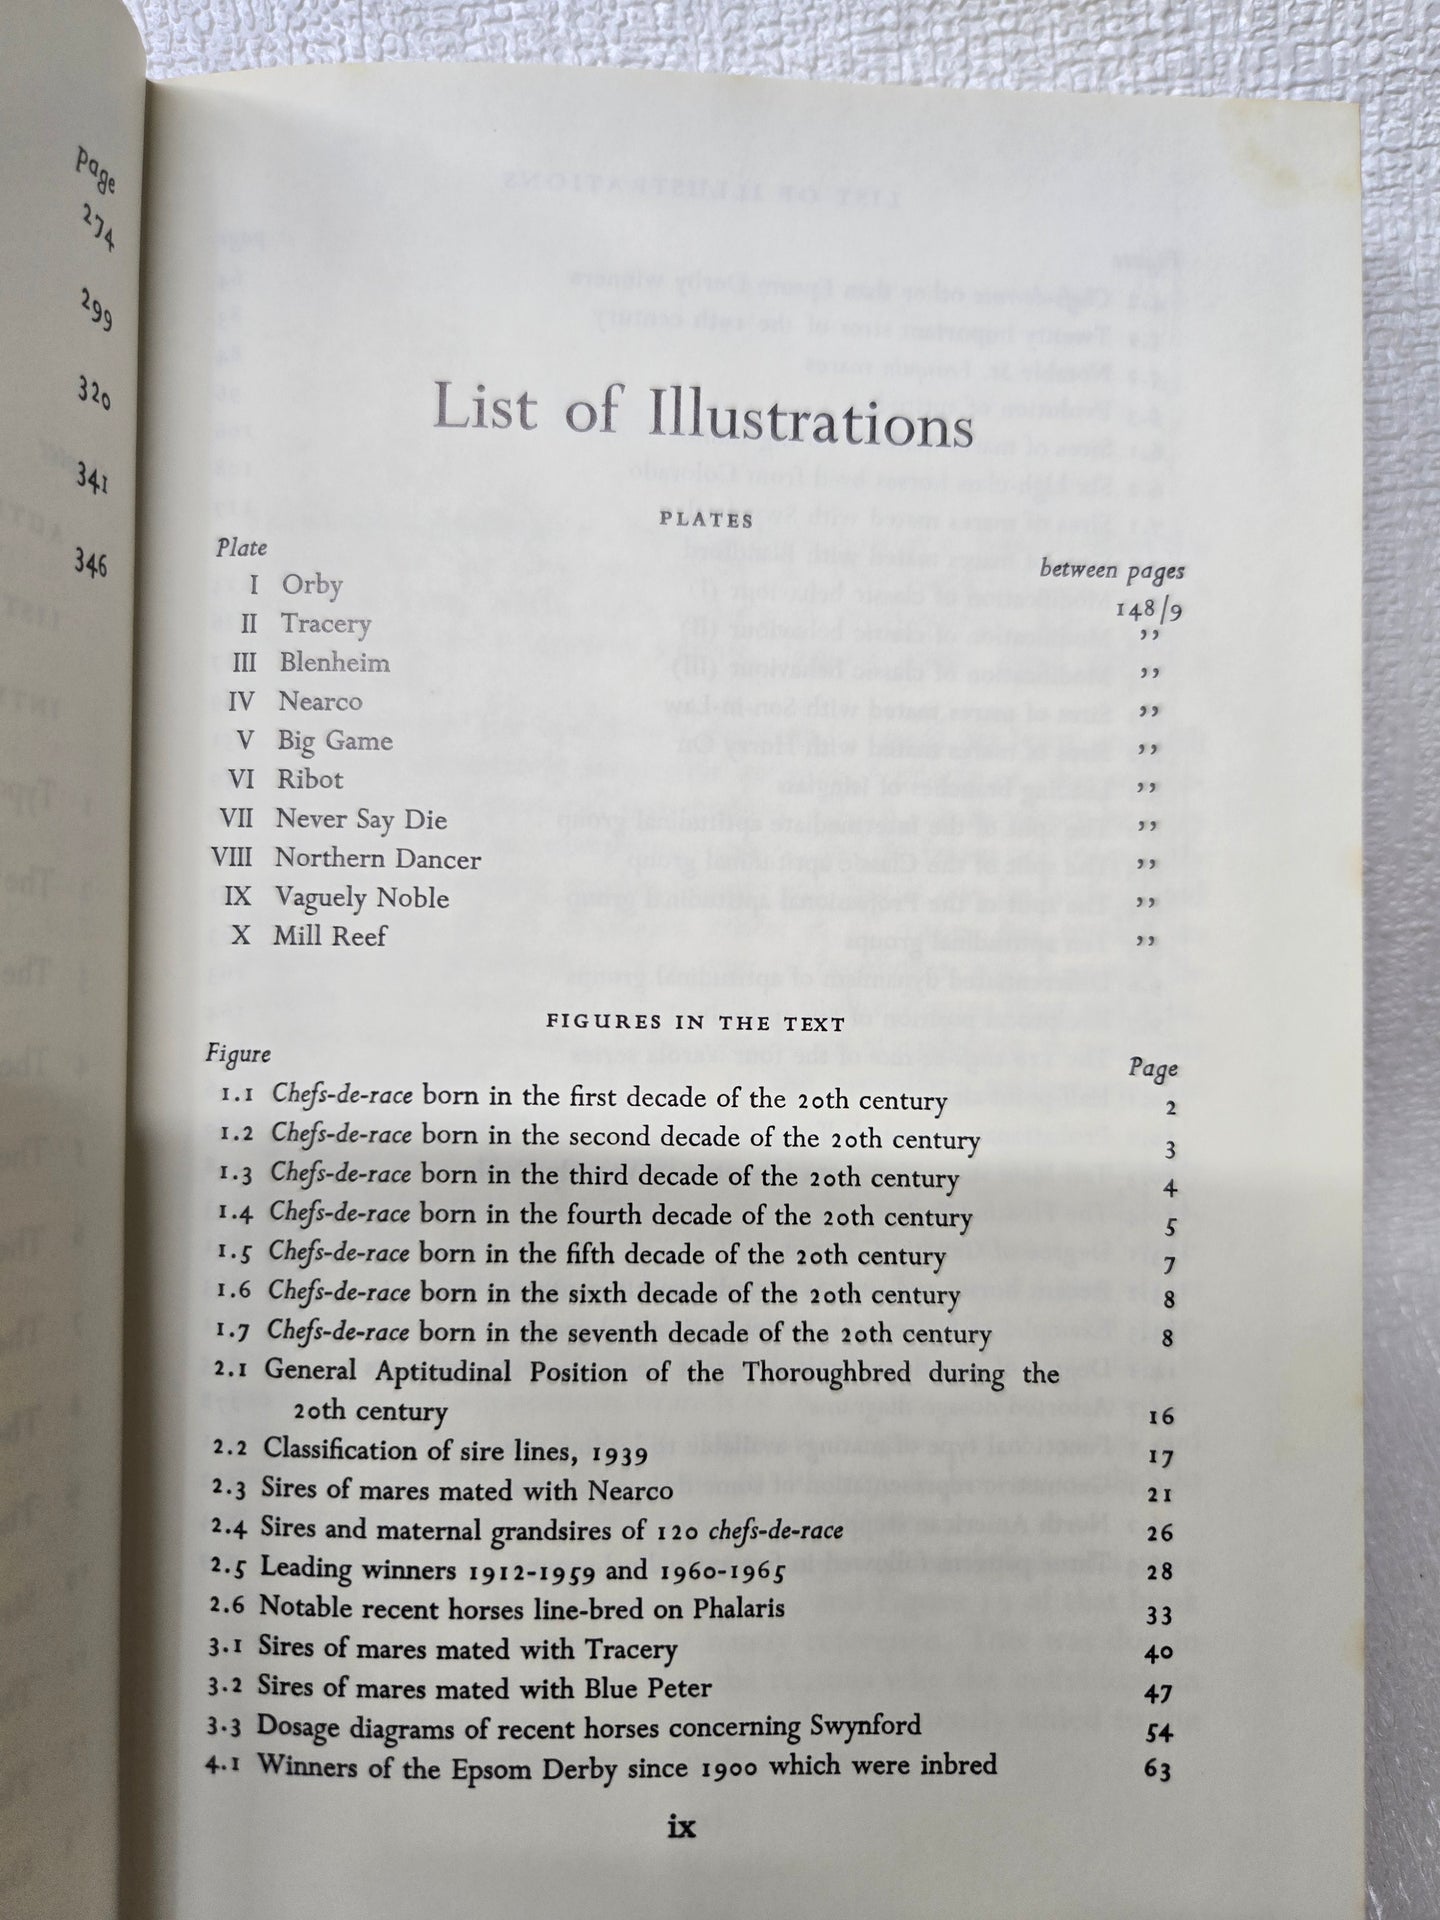 Page
274
299
320
341
346
List of Illustrations
PLATES
Plate between pages
I Orby 148/9
II Tracery ,,
III Blenheim ,,
IV Nearco ,,
V Big Game ,,
VI Ribot ,,
VII Never Say Die ,,
VIII Northern Dancer ,,
IX Vaguely Noble ,,
X Mill Reef ,,
FIGURES IN THE TEXT
Figure Page
1.1 Chefs-de-race born in the first decade of the 20th century 2
1.2 Chefs-de-race born in the second decade of the 20th century 3
1.3 Chefs-de-race born in the third decade of the 20th century 4
1.4 Chefs-de-race born in the fourth decade of the 20th century 5
1.5 Chefs-de-race born in the fifth decade of the 20th century 7
1.6 Chefs-de-race born in the sixth decade of the 20th century 8
1.7 Chefs-de-race born in the seventh decade of the 20th century 8
2.1 General Aptitudinal Position of the Thoroughbred during the
20th century 16
2.2 Classification of sire lines, 1939 17
2.3 Sires of mares mated with Nearco 21
2.4 Sires and maternal grandsires of 120 chefs-de-race 26
2.5 Leading winners 1912-1959 and 1960-1965 28
2.6 Notable recent horses line-bred on Phalaris 33
3.1 Sires of mares mated with Tracery 40
3.2 Sires of mares mated with Blue Peter 47
3.3 Dosage diagrams of recent horses concerning Swynford 54
4.1 Winners of the Epsom Derby since 1900 which were inbred 63
ix